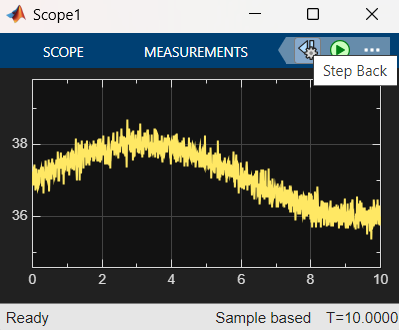 Scope1
SCOPE MEASUREMENTS
Step Back
38
36
0 2 4 6 8 10
Ready Sample based T=10.0000